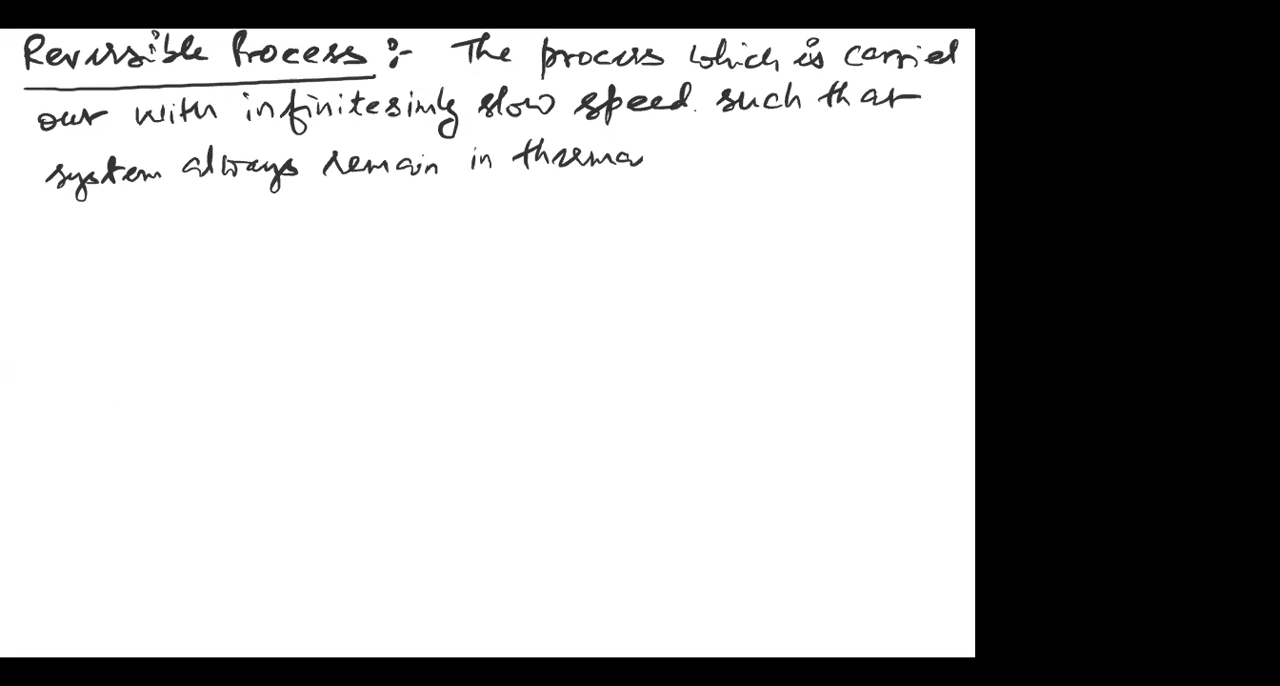 Reversible Process :- The process which is carried
out with infinitesimly slow speed. such that
system always remain in therma